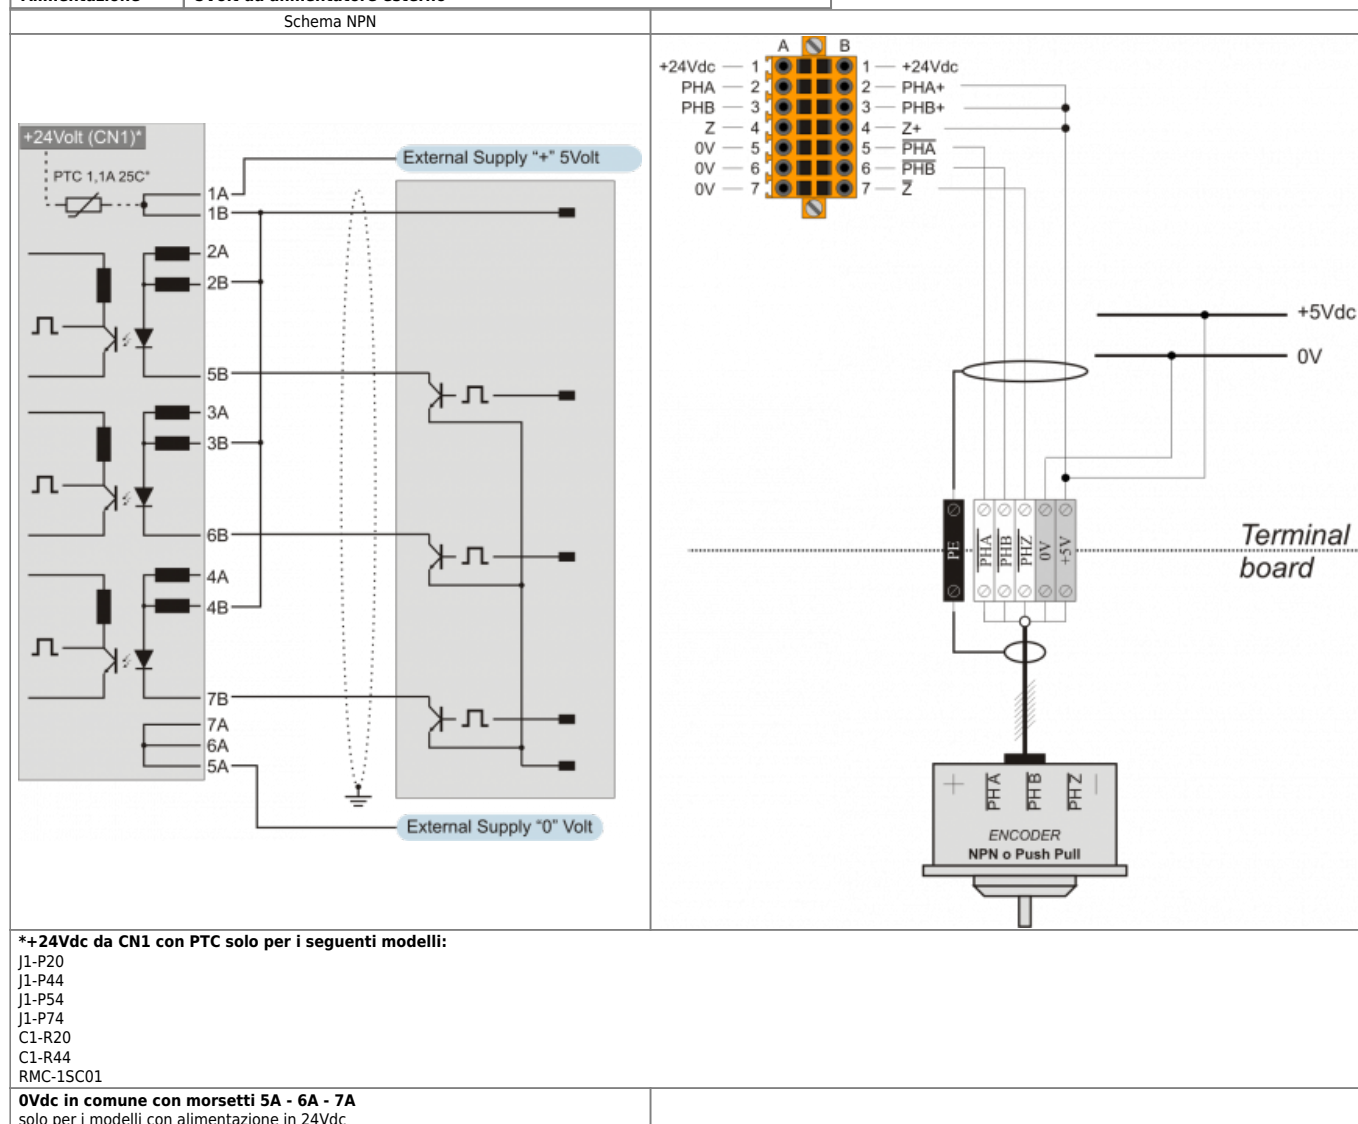 Alimentazione 5Volt da alimentatore esterno
Schema NPN
+24Volt (CN1)*
PTC 1,1A 25C°
External Supply "+" 5Volt
1A
1B
2A
2B
5B
3A
3B
6B
4A
4B
7B
7A
6A
5A
External Supply "0" Volt
A B
+24Vdc 1 1 +24Vdc
PHA 2 2 PHA+
PHB 3 3 PHB+
Z 4 4 Z+
0V 5 5 PHA
0V 6 6 PHB
0V 7 7 Z
+5Vdc
0V
PE PHA PHB PHZ 0V +5V
Terminal
board
+ PHA PHB PHZ –
ENCODER
NPN o Push Pull
*+24Vdc da CN1 con PTC solo per i seguenti modelli:
J1-P20
J1-P44
J1-P54
J1-P74
C1-R20
C1-R44
RMC-1SC01
0Vdc in comune con morsetti 5A - 6A - 7A
solo per i modelli con alimentazione in 24Vdc